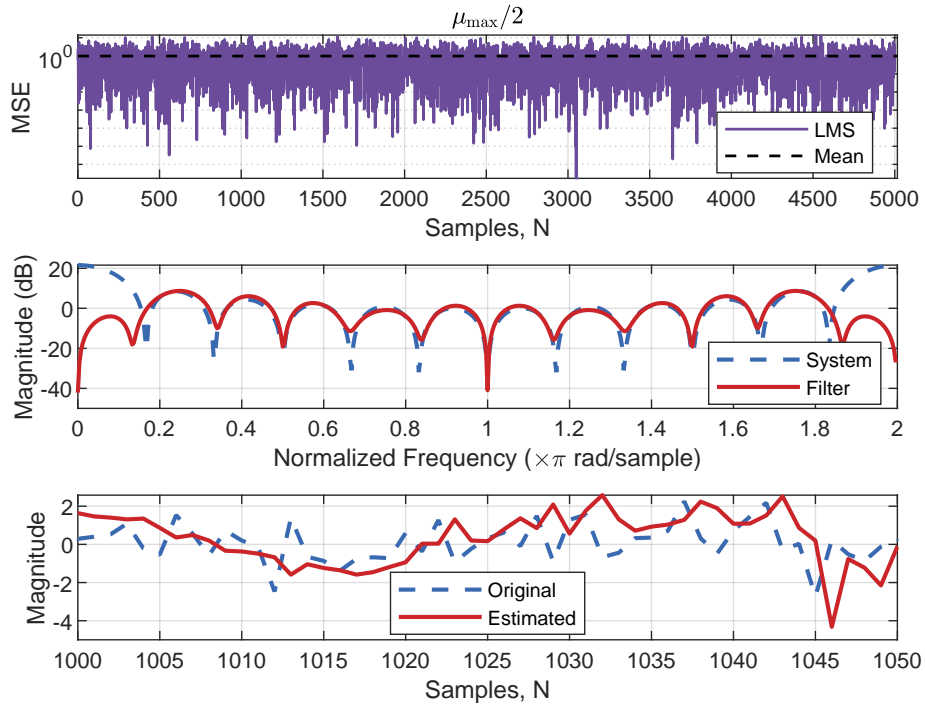 μmax/2
10^0
MSE
LMS
Mean
0 500 1000 1500 2000 2500 3000 3500 4000 4500 5000
Samples, N
20
0
-20
-40
Magnitude (dB)
System
Filter
0 0.2 0.4 0.6 0.8 1 1.2 1.4 1.6 1.8 2
Normalized Frequency (×π rad/sample)
2
0
-2
-4
Magnitude
Original
Estimated
1000 1005 1010 1015 1020 1025 1030 1035 1040 1045 1050
Samples, N